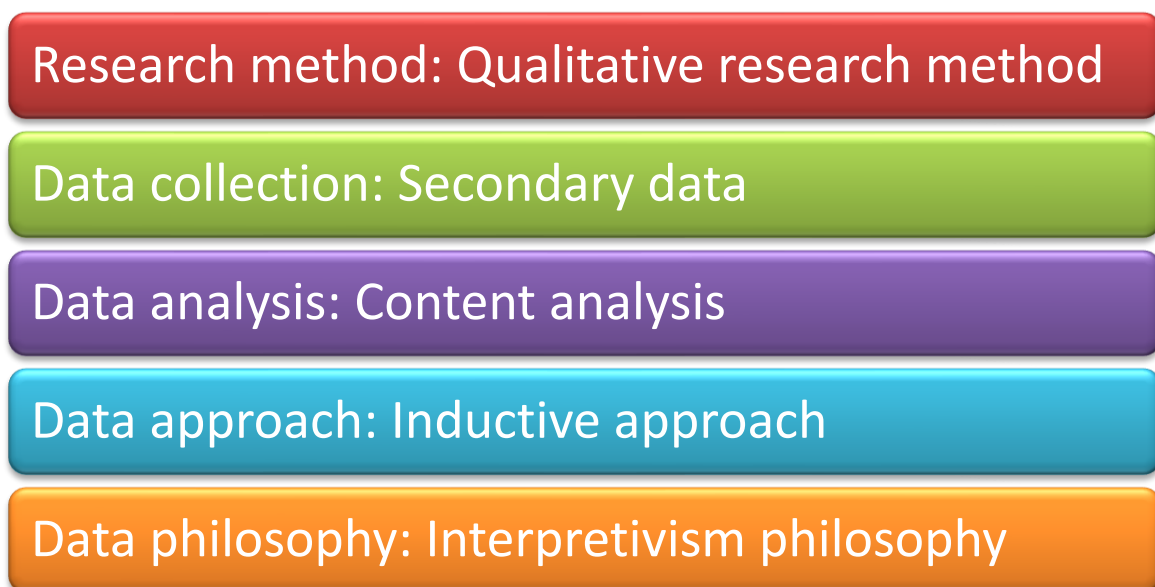 Research method: Qualitative research method
Data collection: Secondary data
Data analysis: Content analysis
Data approach: Inductive approach
Data philosophy: Interpretivism philosophy